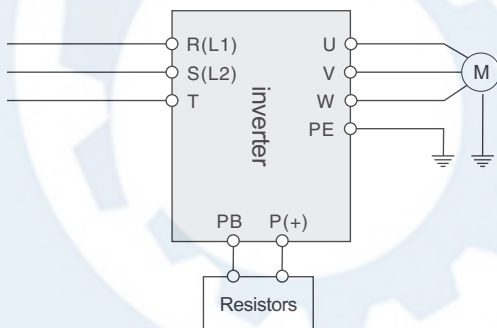 R(L1)
S(L2)
T
inverter
U
V
W
PE
M
PB P(+)
Resistors